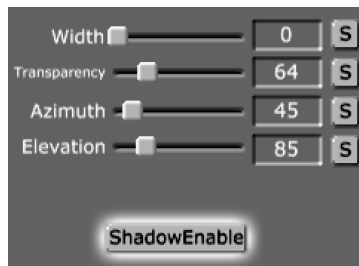 Width 0 S
Transparency 64 S
Azimuth 45 S
Elevation 85 S
ShadowEnable